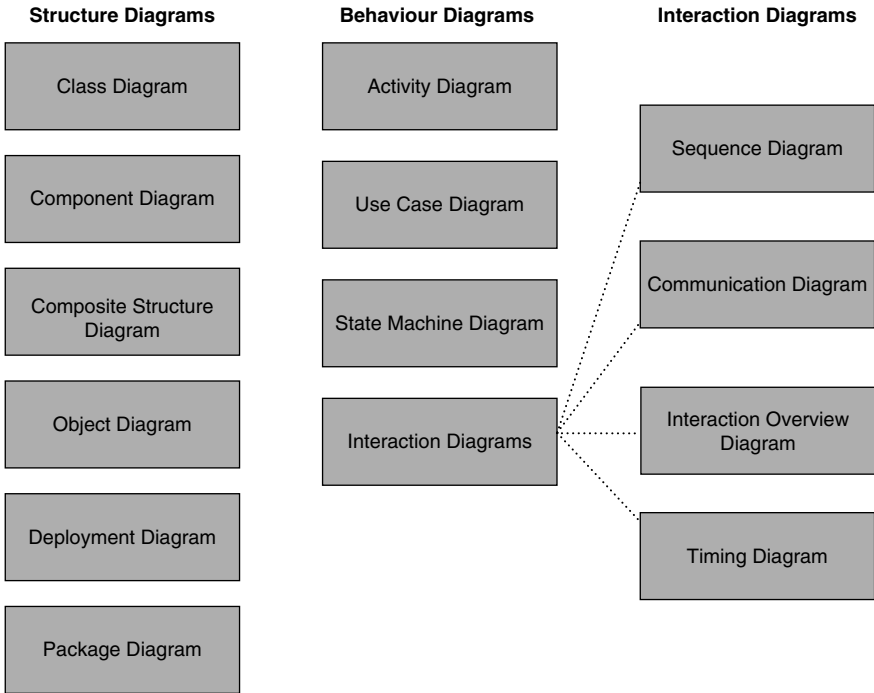 Structure Diagrams
Class Diagram
Component Diagram
Composite Structure
Diagram
Object Diagram
Deployment Diagram
Package Diagram
Behaviour Diagrams
Activity Diagram
Use Case Diagram
State Machine Diagram
Interaction Diagrams
Interaction Diagrams
Sequence Diagram
Communication Diagram
Interaction Overview
Diagram
Timing Diagram